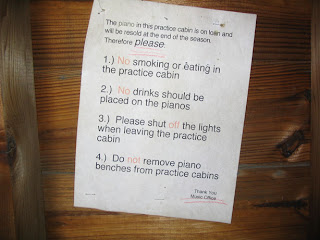 The piano in this practice cabin is on loan and
will be resold at the end of the season.
Therefore please:
1.) No smoking or eating in
the practice cabin
2.) No drinks should be
placed on the pianos
3.) Please shut off the lights
when leaving the practice
cabin
4.) Do not remove piano
benches from practice cabins
Thank You
Music Office